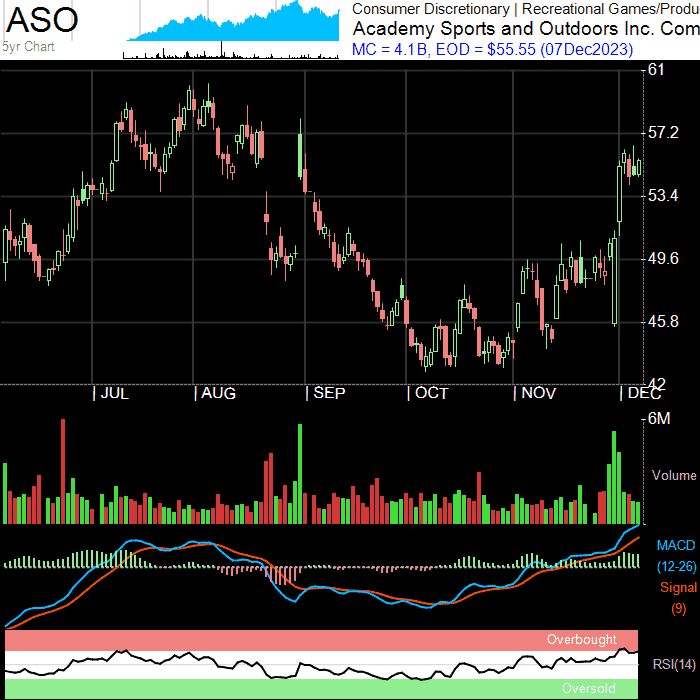 ASO
5yr Chart
Consumer Discretionary | Recreational Games/Produ
Academy Sports and Outdoors Inc. Com
MC = 4.1B, EOD = $55.55 (07Dec2023)
61
57.2
53.4
49.6
45.8
42
| JUL | AUG | SEP | OCT | NOV | DEC
6M
Volume
MACD
(12-26)
Signal
(9)
Overbought
RSI(14)
Oversold